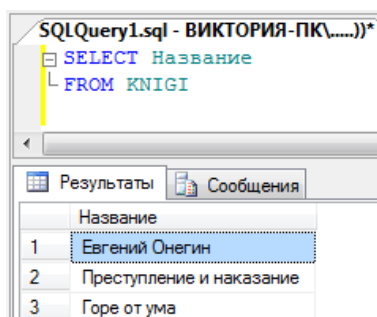 SQLQuery1.sql - ВИКТОРИЯ-ПК\.....))*
SELECT Название
FROM KNIGI
Результаты Сообщения
Название
1 Евгений Онегин
2 Преступление и наказание
3 Горе от ума